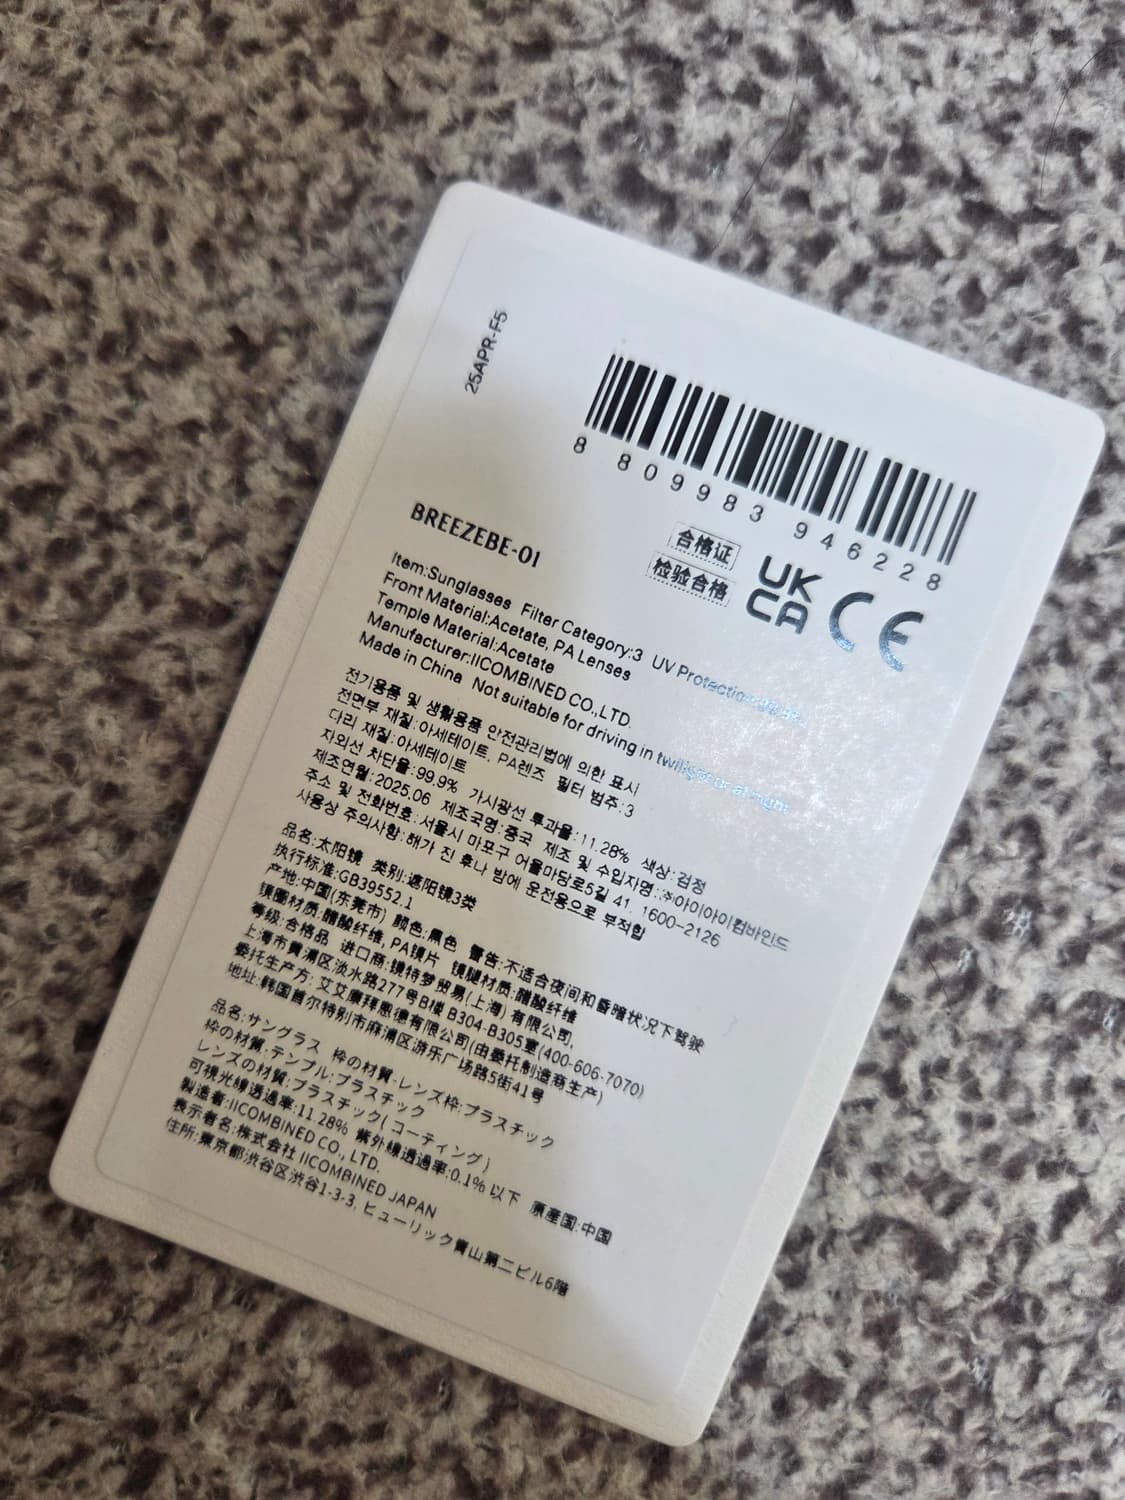 25APR-F5
8 809983 946228
BREEZEBE-01
合格证
检验合格
UK
CA
CE
Item:Sunglasses Filter Category:3 UV Protection:99.9%
Front Material:Acetate, PA Lenses
Temple Material:Acetate
Manufacturer:IICOMBINED CO.,LTD.
Made in China Not suitable for driving in twilight or at night
전기용품 및 생활용품 안전관리법에 의한 표시
전면부 재질:아세테이트, PA렌즈 필터 범주:3
다리 재질:아세테이트
자외선 차단율:99.9% 가시광선 투과율:11.28% 색상:검정
제조연월:2025.06 제조국명:중국 제조 및 수입자명:㈜아이아이컴바인드
주소 및 전화번호:서울시 마포구 어울마당로5길 41, 1600-2126
사용상 주의사항:해가 진 후나 밤에 운전용으로 부적합
品名:太阳镜 类别:遮阳镜3类
执行标准:GB39552.1
产地:中国(东莞市) 颜色:黑色 警告:不适合夜间和昏暗状况下驾驶
镜圈材质:醋酸纤维, PA镜片 镜腿材质:醋酸纤维
等级:合格品 进口商:镜特梦贸易(上海)有限公司,
上海市黄浦区淡水路277号B楼 B304-B305室(400-606-7070)
委托生产方: 艾艾康拜恩德有限公司(由委托制造商生产)
地址:韩国首尔特别市麻浦区游乐广场路5街41号
品名:サングラス 枠の材質·レンズ枠:プラスチック
枠の材質·テンプル:プラスチック
レンズの材質:プラスチック(コーティング)
可視光線透過率:11.28% 紫外線透過率:0.1% 以下 原産国:中国
製造者:IICOMBINED CO., LTD.
表示者名:株式会社 IICOMBINED JAPAN
住所:東京都渋谷区渋谷1-3-3, ヒューリック青山第二ビル6階